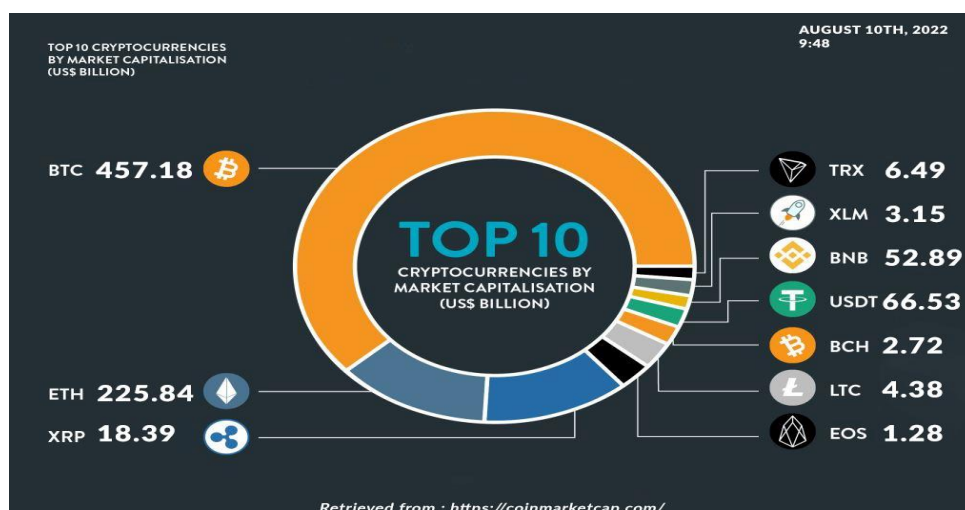 TOP 10 CRYPTOCURRENCIES
BY MARKET CAPITALISATION
(US$ BILLION)
AUGUST 10TH, 2022
9:48
BTC 457.18
ETH 225.84
XRP 18.39
TOP 10
CRYPTOCURRENCIES BY
MARKET CAPITALISATION
(US$ BILLION)
TRX 6.49
XLM 3.15
BNB 52.89
USDT 66.53
BCH 2.72
LTC 4.38
EOS 1.28
Retrieved from : https://coinmarketcap.com/